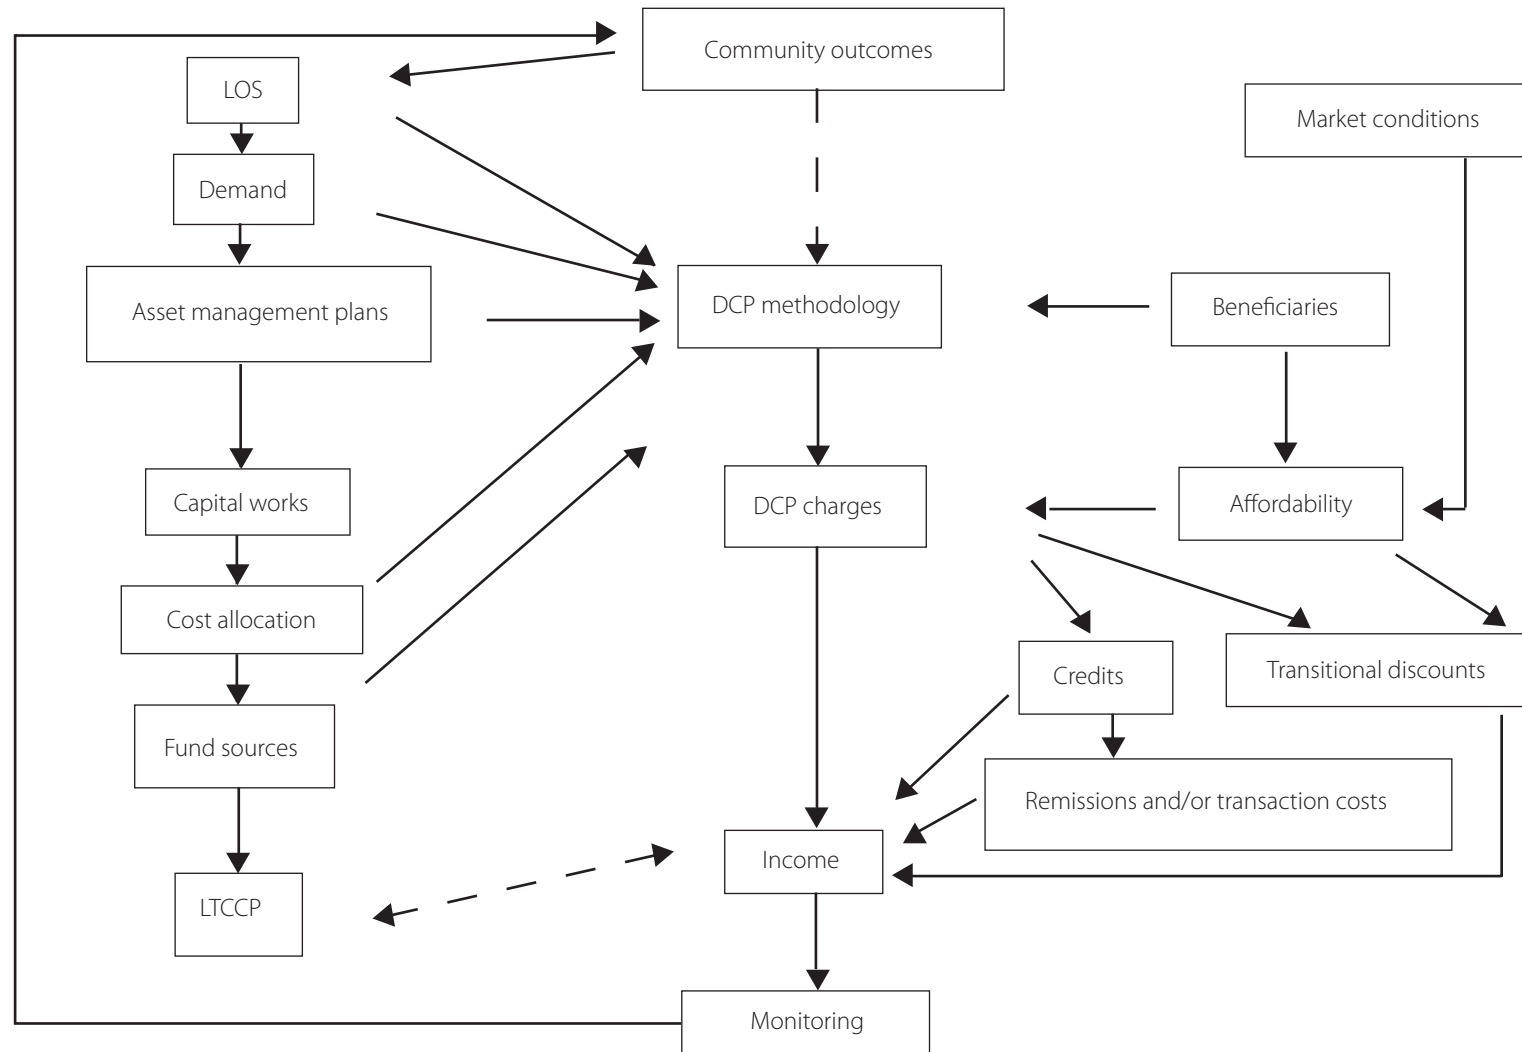 Community outcomes
LOS
Market conditions
Demand
Asset management plans
DCP methodology
Beneficiaries
Capital works
DCP charges
Affordability
Cost allocation
Credits
Transitional discounts
Fund sources
Remissions and/or transaction costs
Income
LTCCP
Monitoring